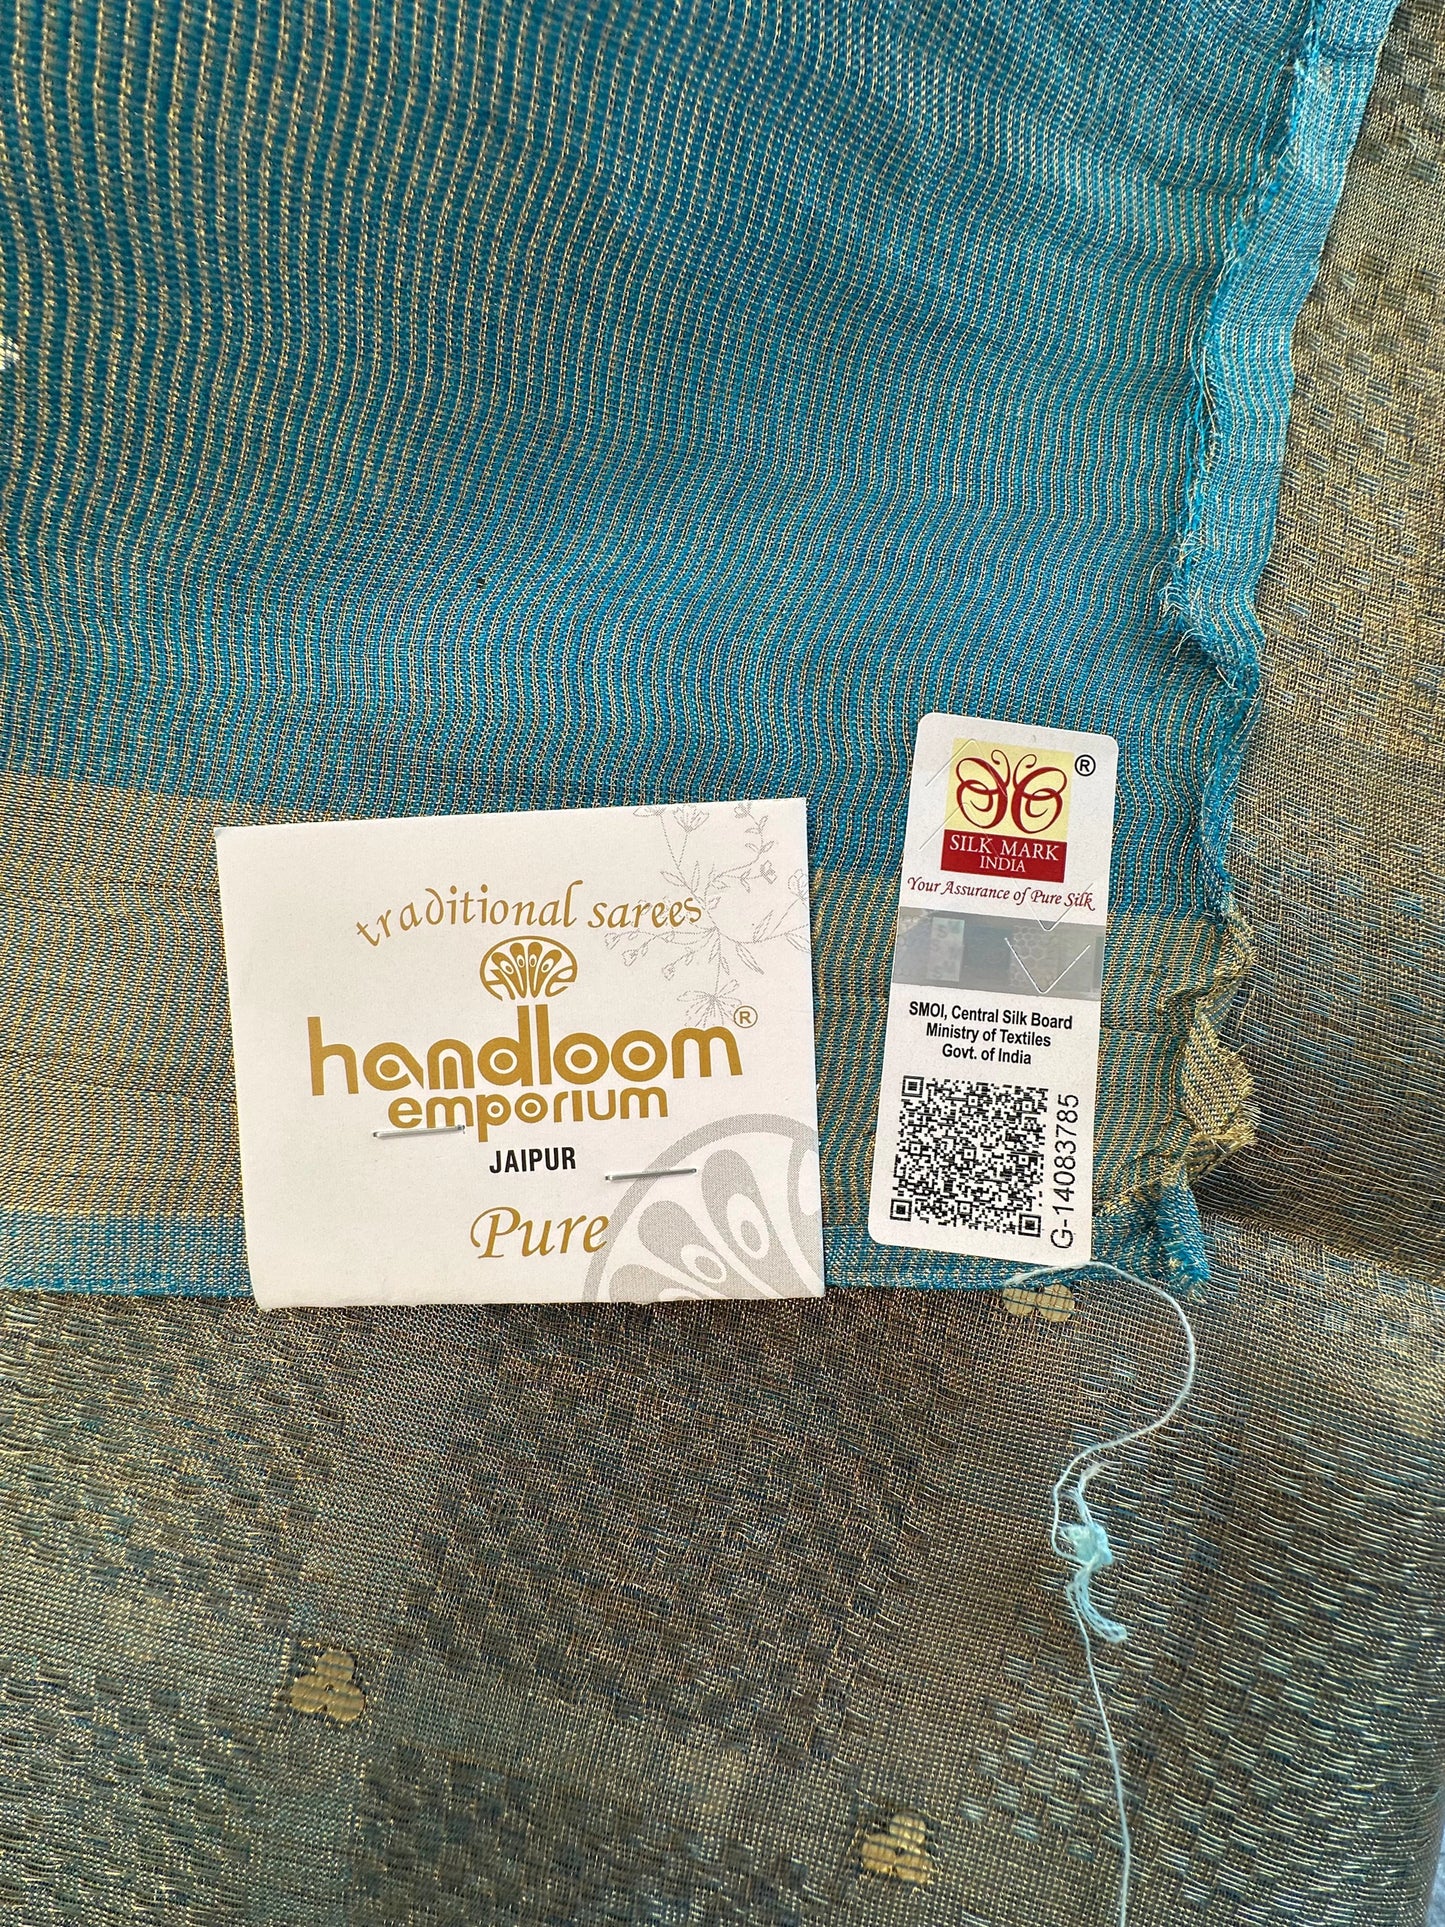 traditional sarees
handloom®
emporium
JAIPUR
Pure
®
SILK MARK
INDIA
Your Assurance of Pure Silk
SMOI, Central Silk Board
Ministry of Textiles
Govt. of India
G-14083785